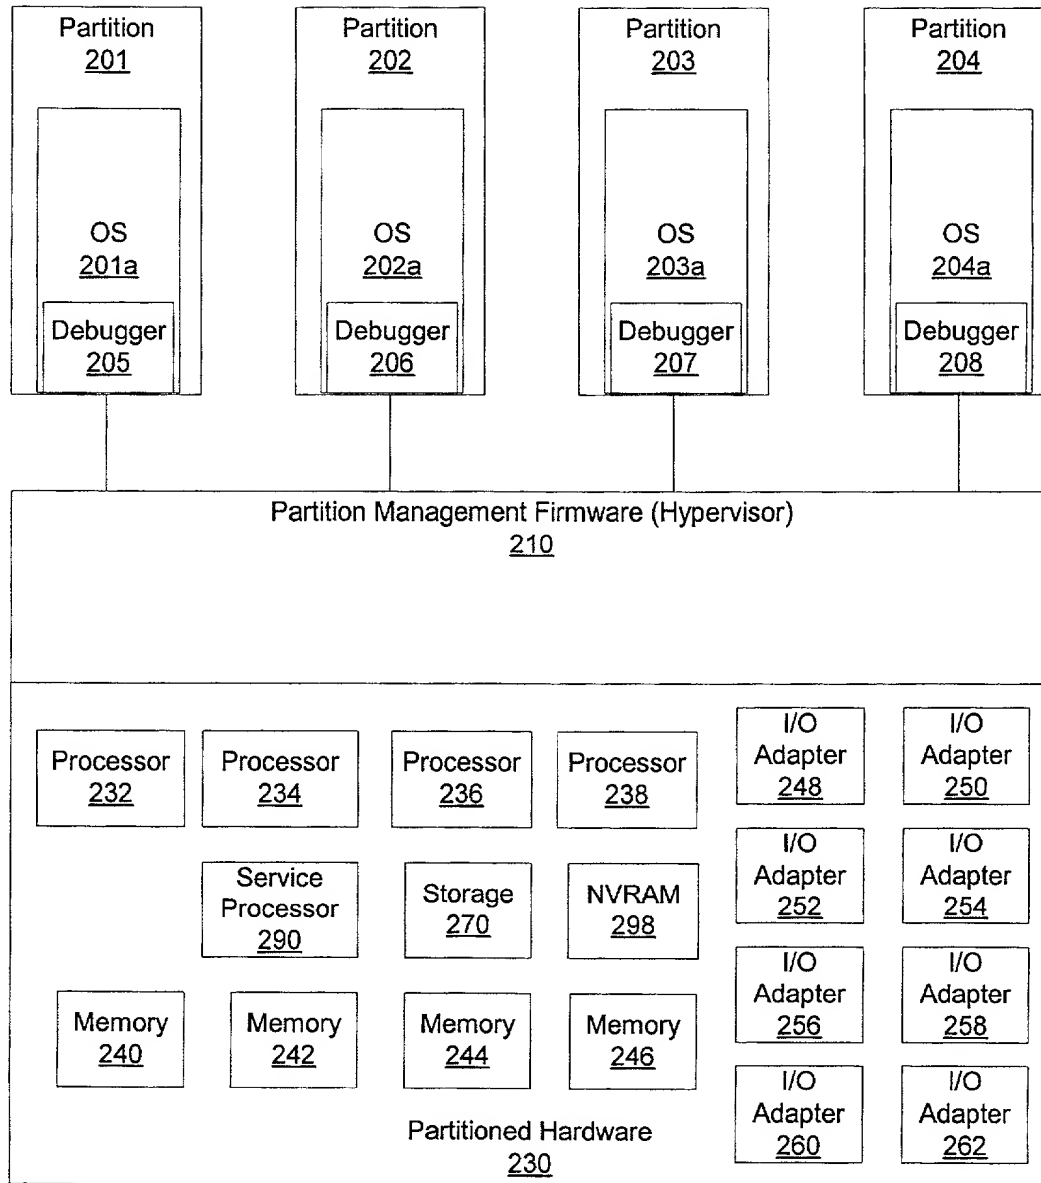 Partition
201
Partition
202
Partition
203
Partition
204
OS
201a
OS
202a
OS
203a
OS
204a
Debugger
205
Debugger
206
Debugger
207
Debugger
208
Partition Management Firmware (Hypervisor)
210
Processor
232
Processor
234
Processor
236
Processor
238
I/O
Adapter
248
I/O
Adapter
250
Service
Processor
290
Storage
270
NVRAM
298
I/O
Adapter
252
I/O
Adapter
254
Memory
240
Memory
242
Memory
244
Memory
246
I/O
Adapter
256
I/O
Adapter
258
I/O
Adapter
260
I/O
Adapter
262
Partitioned Hardware
230